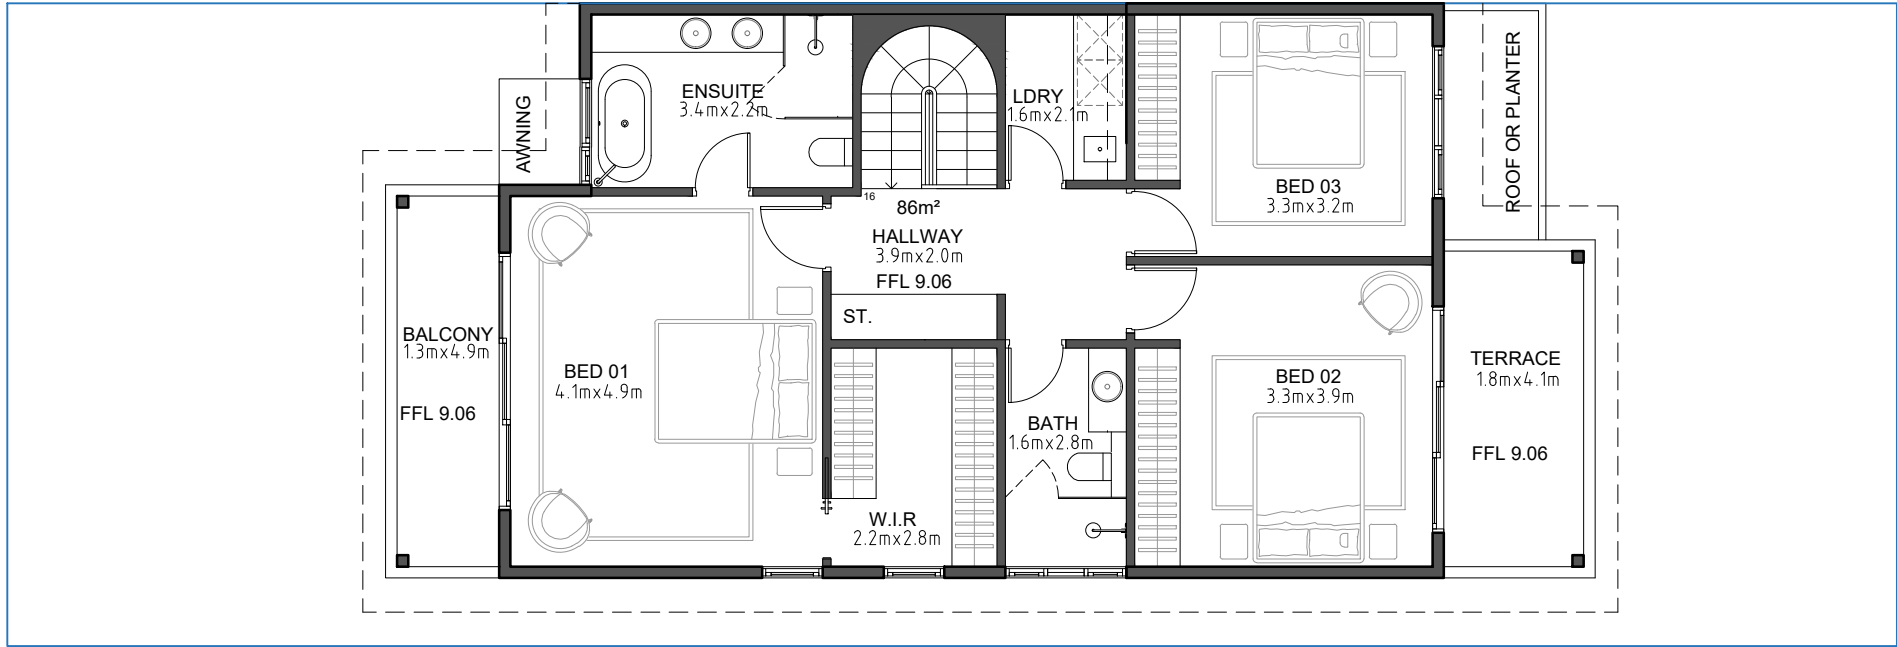 ENSUITE
3.4mx2.2m
AWNING
LDRY
1.6mx2.1m
BED 03
3.3mx3.2m
ROOF OR PLANTER
16
86m²
HALLWAY
3.9mx2.0m
FFL 9.06
ST.
BALCONY
1.3mx4.9m
FFL 9.06
BED 01
4.1mx4.9m
W.I.R
2.2mx2.8m
BATH
1.6mx2.8m
BED 02
3.3mx3.9m
TERRACE
1.8mx4.1m
FFL 9.06